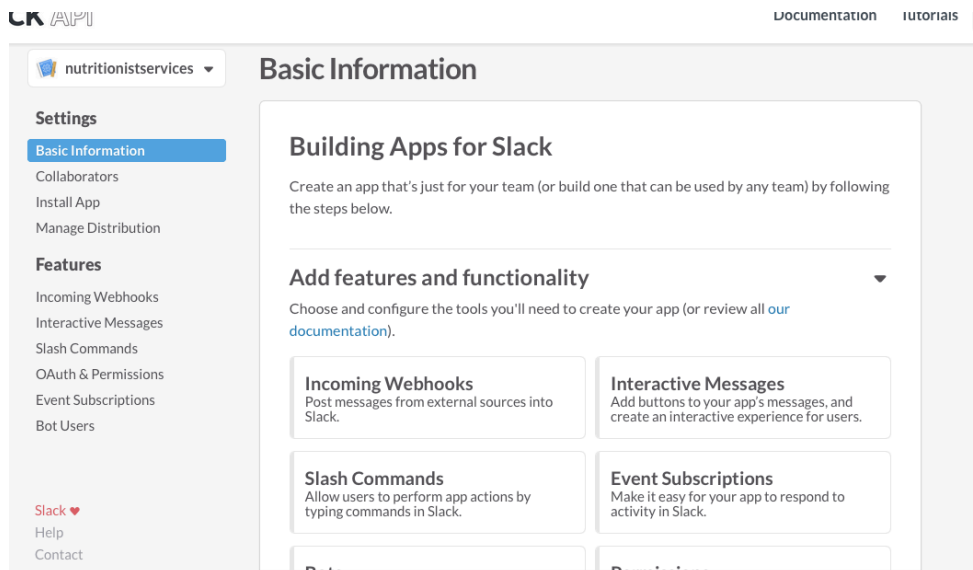 CK API
Documentation Tutorials
nutritionistservices
Basic Information
Settings
Basic Information
Collaborators
Install App
Manage Distribution
Features
Incoming Webhooks
Interactive Messages
Slash Commands
OAuth & Permissions
Event Subscriptions
Bot Users
Slack ♥
Help
Contact
Building Apps for Slack
Create an app that's just for your team (or build one that can be used by any team) by following
the steps below.
Add features and functionality
Choose and configure the tools you'll need to create your app (or review all our
documentation).
Incoming Webhooks
Post messages from external sources into
Slack.
Interactive Messages
Add buttons to your app's messages, and
create an interactive experience for users.
Slash Commands
Allow users to perform app actions by
typing commands in Slack.
Event Subscriptions
Make it easy for your app to respond to
activity in Slack.